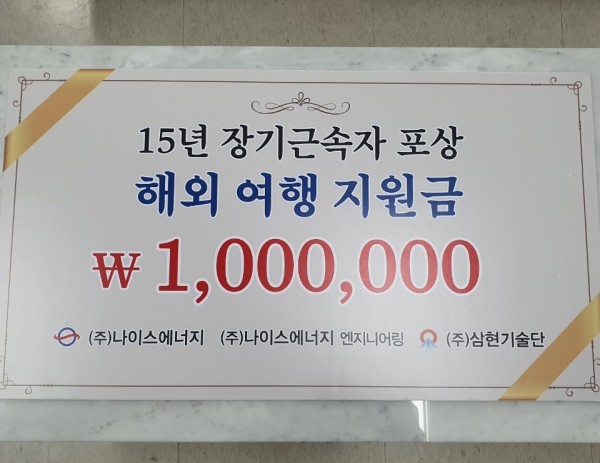 15년 장기근속자 포상
해외 여행 지원금
₩ 1,000,000
(주)나이스에너지 (주)나이스에너지 엔지니어링 (주)삼현기술단